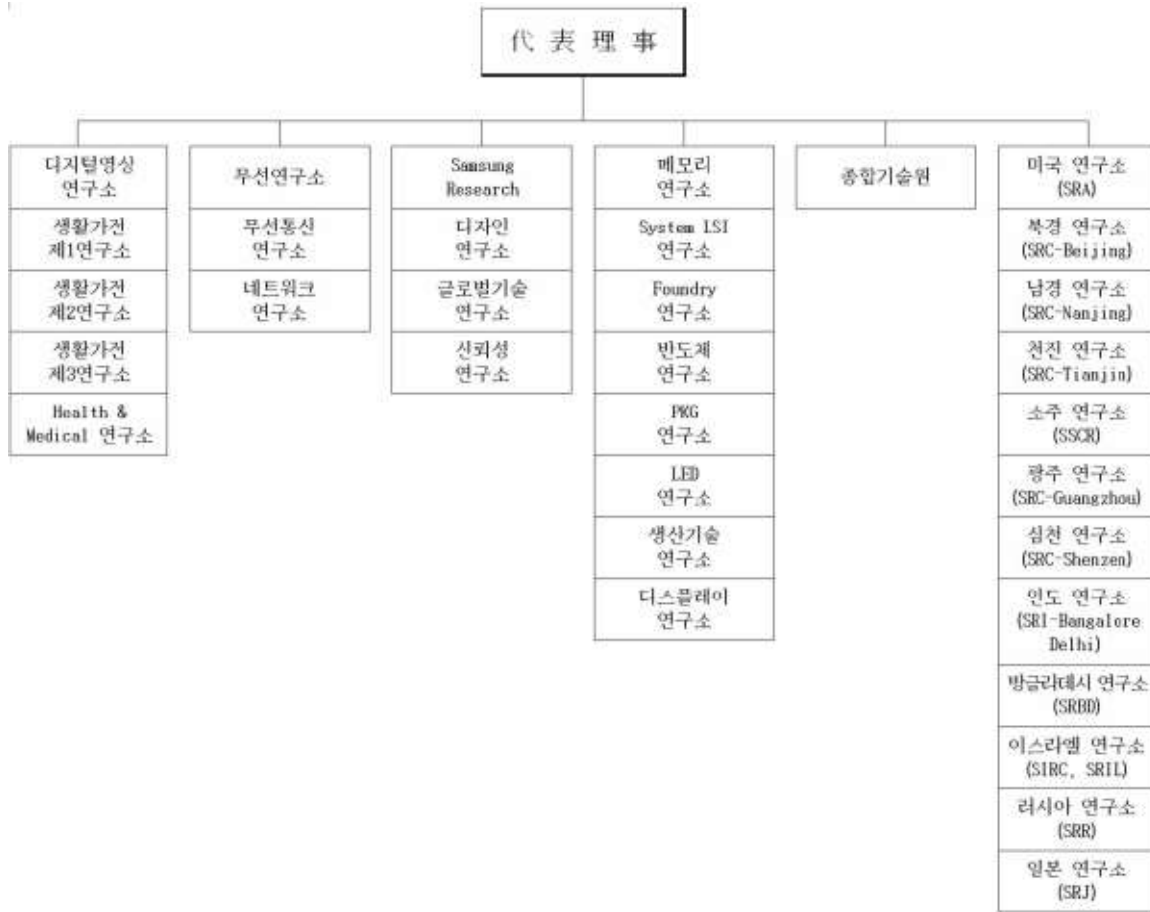 代 表 理 事
디지털영상
연구소
생활가전
제1연구소
생활가전
제2연구소
생활가전
제3연구소
Health &
Medical 연구소
무선연구소
무선통신
연구소
네트워크
연구소
Samsung
Research
디자인
연구소
글로벌기술
연구소
신뢰성
연구소
메모리
연구소
System LSI
연구소
Foundry
연구소
반도체
연구소
PKG
연구소
LED
연구소
생산기술
연구소
디스플레이
연구소
종합기술원
미국 연구소
(SRA)
북경 연구소
(SRC-Beijing)
남경 연구소
(SRC-Nanjing)
천진 연구소
(SRC-Tianjin)
소주 연구소
(SSCR)
광주 연구소
(SRC-Guangzhou)
심천 연구소
(SRC-Shenzen)
인도 연구소
(SRI-Bangalore
Delhi)
방글라데시 연구소
(SRBD)
이스라엘 연구소
(SIRC, SRIL)
러시아 연구소
(SRR)
일본 연구소
(SRJ)